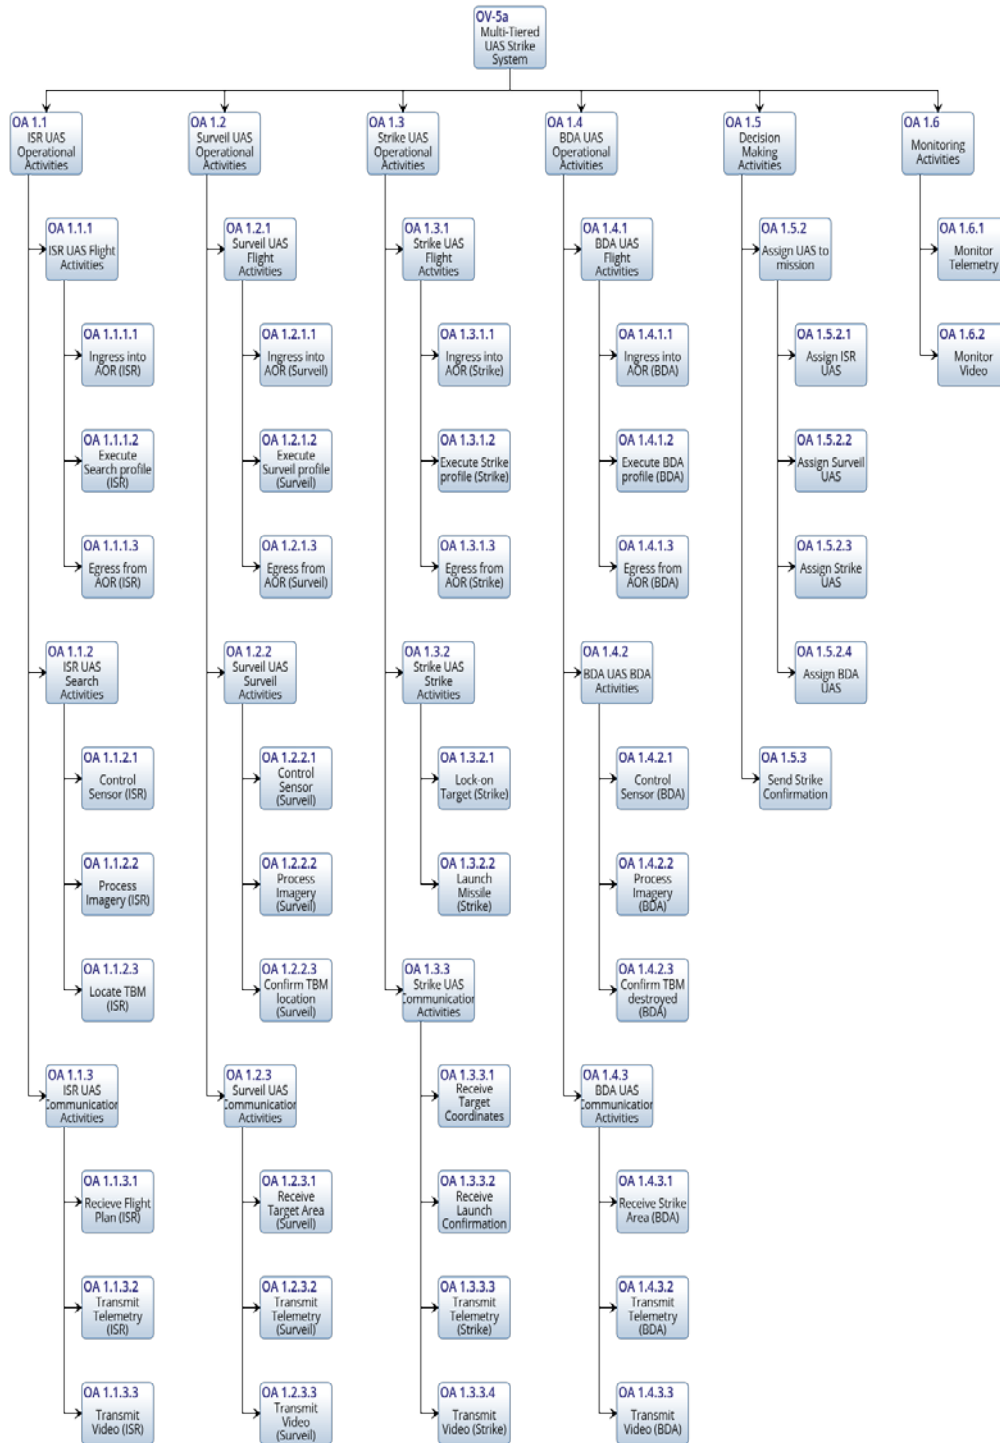 OV-5a
Multi-Tiered
UAS Strike
System
OA 1.1
ISR UAS
Operational
Activities
OA 1.2
Surveil UAS
Operational
Activities
OA 1.3
Strike UAS
Operational
Activities
OA 1.4
BDA UAS
Operational
Activities
OA 1.5
Decision
Making
Activities
OA 1.6
Monitoring
Activities
OA 1.1.1
ISR UAS Flight
Activities
OA 1.2.1
Surveil UAS
Flight
Activities
OA 1.3.1
Strike UAS
Flight
Activities
OA 1.4.1
BDA UAS
Flight
Activities
OA 1.5.2
Assign UAS to
mission
OA 1.6.1
Monitor
Telemetry
OA 1.1.1.1
Ingress into
AOR (ISR)
OA 1.2.1.1
Ingress into
AOR (Surveil)
OA 1.3.1.1
Ingress into
AOR (Strike)
OA 1.4.1.1
Ingress into
AOR (BDA)
OA 1.5.2.1
Assign ISR
UAS
OA 1.6.2
Monitor
Video
OA 1.1.1.2
Execute
Search profile
(ISR)
OA 1.2.1.2
Execute
Surveil profile
(Surveil)
OA 1.3.1.2
Execute Strike
profile (Strike)
OA 1.4.1.2
Execute BDA
profile (BDA)
OA 1.5.2.2
Assign Surveil
UAS
OA 1.1.1.3
Egress from
AOR (ISR)
OA 1.2.1.3
Egress from
AOR (Surveil)
OA 1.3.1.3
Egress from
AOR (Strike)
OA 1.4.1.3
Egress from
AOR (BDA)
OA 1.5.2.3
Assign Strike
UAS
OA 1.1.2
ISR UAS
Search
Activities
OA 1.2.2
Surveil UAS
Surveil
Activities
OA 1.3.2
Strike UAS
Strike
Activities
OA 1.4.2
BDA UAS BDA
Activities
OA 1.5.2.4
Assign BDA
UAS
OA 1.1.2.1
Control
Sensor (ISR)
OA 1.2.2.1
Control
Sensor
(Surveil)
OA 1.3.2.1
Lock-on
Target (Strike)
OA 1.4.2.1
Control
Sensor (BDA)
OA 1.5.3
Send Strike
Confirmation
OA 1.1.2.2
Process
Imagery (ISR)
OA 1.2.2.2
Process
Imagery
(Surveil)
OA 1.3.2.2
Launch
Missile
(Strike)
OA 1.4.2.2
Process
Imagery
(BDA)
OA 1.1.2.3
Locate TBM
(ISR)
OA 1.2.2.3
Confirm TBM
location
(Surveil)
OA 1.3.3
Strike UAS
Communication
Activities
OA 1.4.2.3
Confirm TBM
destroyed
(BDA)
OA 1.1.3
ISR UAS
Communication
Activities
OA 1.2.3
Surveil UAS
Communication
Activities
OA 1.3.3.1
Receive
Target
Coordinates
OA 1.4.3
BDA UAS
Communication
Activities
OA 1.1.3.1
Recieve Flight
Plan (ISR)
OA 1.2.3.1
Receive
Target Area
(Surveil)
OA 1.3.3.2
Receive
Launch
Confirmation
OA 1.4.3.1
Receive Strike
Area (BDA)
OA 1.1.3.2
Transmit
Telemetry
(ISR)
OA 1.2.3.2
Transmit
Telemetry
(Surveil)
OA 1.3.3.3
Transmit
Telemetry
(Strike)
OA 1.4.3.2
Transmit
Telemetry
(BDA)
OA 1.1.3.3
Transmit
Video (ISR)
OA 1.2.3.3
Transmit
Video
(Surveil)
OA 1.3.3.4
Transmit
Video (Strike)
OA 1.4.3.3
Transmit
Video (BDA)